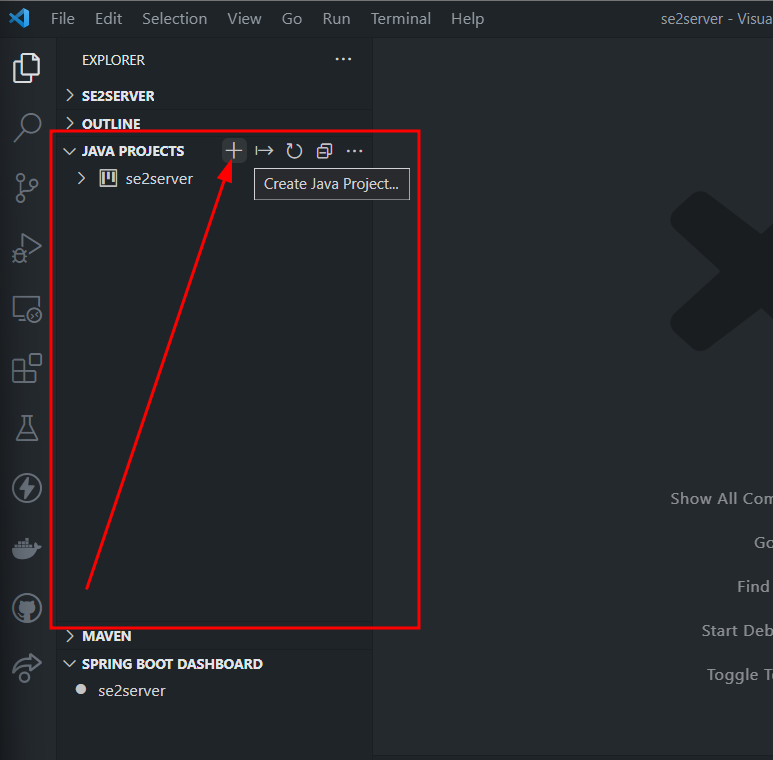 File Edit Selection View Go Run Terminal Help se2server - Visua
EXPLORER
SE2SERVER
OUTLINE
JAVA PROJECTS
se2server
Create Java Project...
MAVEN
SPRING BOOT DASHBOARD
se2server
Show All Com
Go
Find
Start Deb
Toggle Te